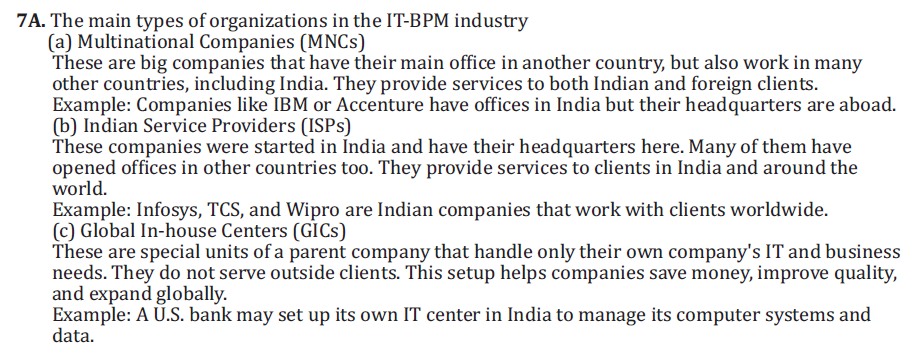 7A. The main types of organizations in the IT-BPM industry
(a) Multinational Companies (MNCs)
These are big companies that have their main office in another country, but also work in many
other countries, including India. They provide services to both Indian and foreign clients.
Example: Companies like IBM or Accenture have offices in India but their headquarters are aboad.
(b) Indian Service Providers (ISPs)
These companies were started in India and have their headquarters here. Many of them have
opened offices in other countries too. They provide services to clients in India and around the
world.
Example: Infosys, TCS, and Wipro are Indian companies that work with clients worldwide.
(c) Global In-house Centers (GICs)
These are special units of a parent company that handle only their own company's IT and business
needs. They do not serve outside clients. This setup helps companies save money, improve quality,
and expand globally.
Example: A U.S. bank may set up its own IT center in India to manage its computer systems and
data.